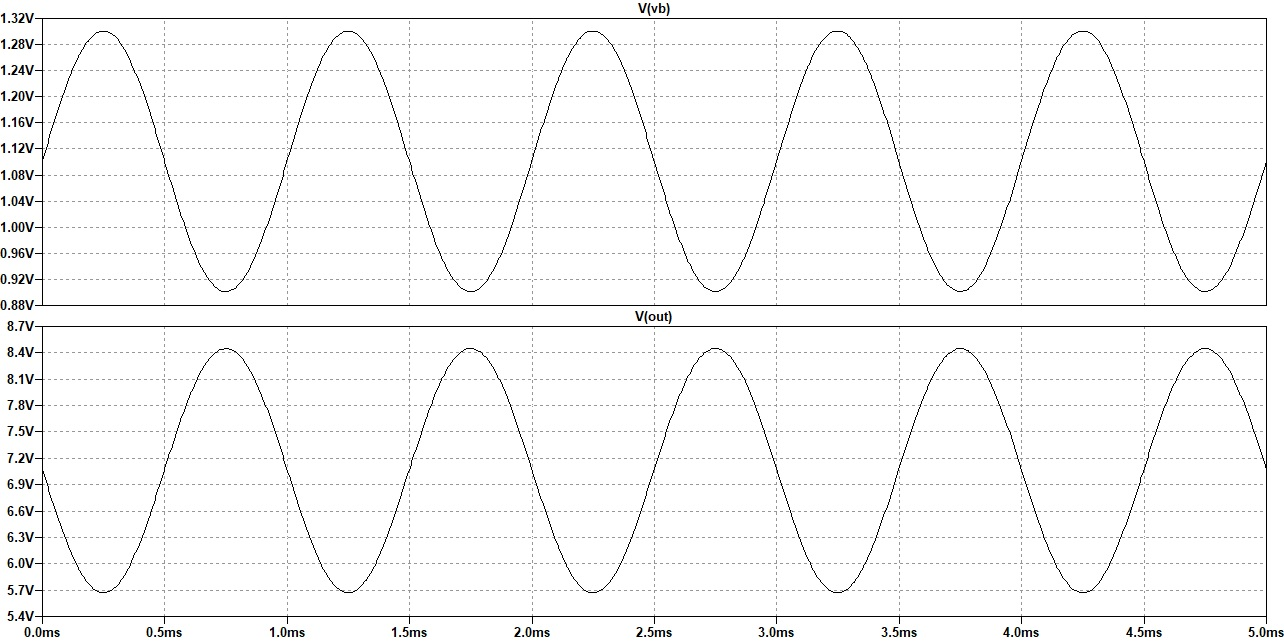 V(vb)
1.32V
1.28V
1.24V
1.20V
1.16V
1.12V
1.08V
1.04V
1.00V
0.96V
0.92V
0.88V
V(out)
8.7V
8.4V
8.1V
7.8V
7.5V
7.2V
6.9V
6.6V
6.3V
6.0V
5.7V
5.4V
0.0ms 0.5ms 1.0ms 1.5ms 2.0ms 2.5ms 3.0ms 3.5ms 4.0ms 4.5ms 5.0ms